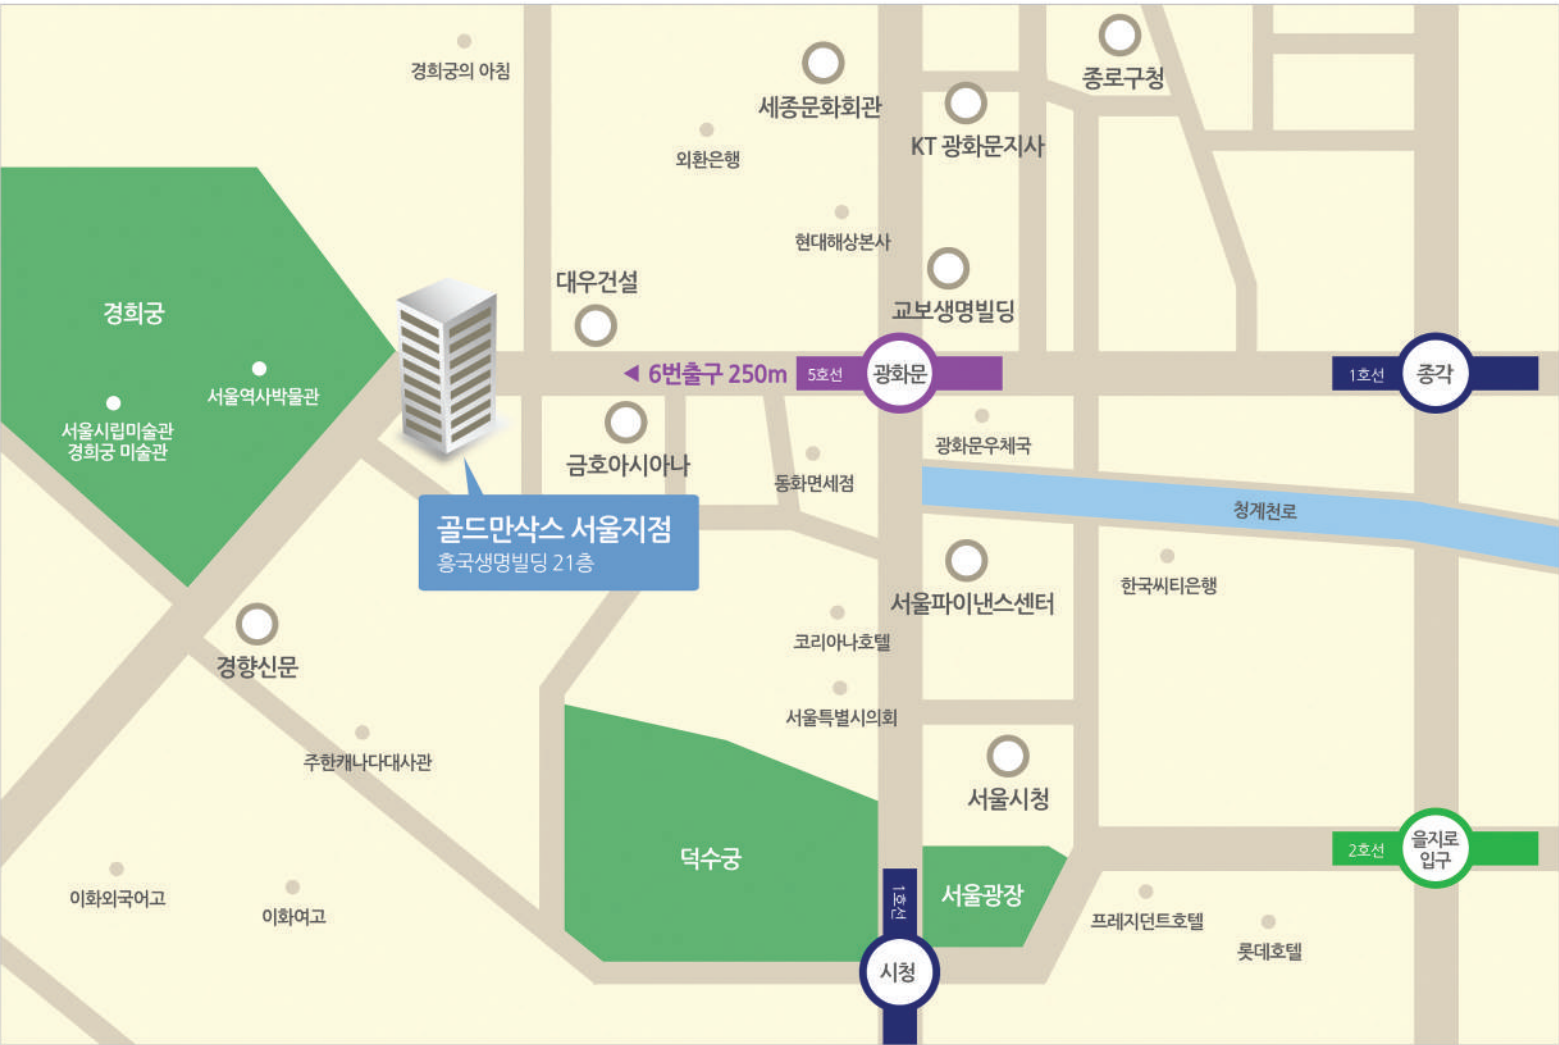 경희궁의 아침
세종문화회관
종로구청
외환은행
KT 광화문지사
현대해상본사
대우건설
교보생명빌딩
경희궁
서울역사박물관
서울시립미술관
경희궁 미술관
◀ 6번출구 250m
5호선
광화문
1호선
종각
금호아시아나
동화면세점
광화문우체국
청계천로
골드만삭스 서울지점
흥국생명빌딩 21층
서울파이낸스센터
한국씨티은행
경향신문
코리아나호텔
서울특별시의회
주한캐나다대사관
서울시청
덕수궁
서울광장
2호선
을지로
입구
이화외국어고
이화여고
1호선
시청
프레지던트호텔
롯데호텔